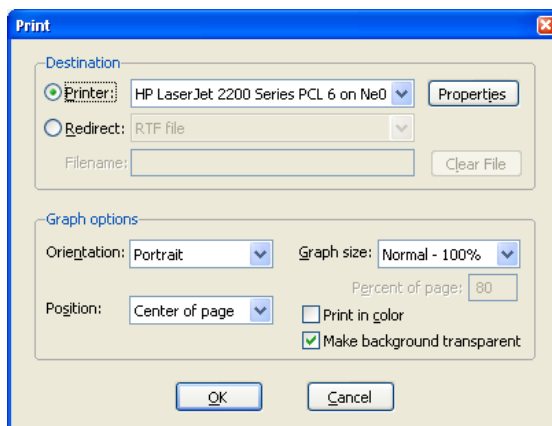 Print
Destination
Printer: HP LaserJet 2200 Series PCL 6 on Ne0 Properties
Redirect: RTF file
Filename: Clear File
Graph options
Orientation: Portrait Graph size: Normal - 100%
Percent of page: 80
Position: Center of page Print in color
Make background transparent
OK Cancel